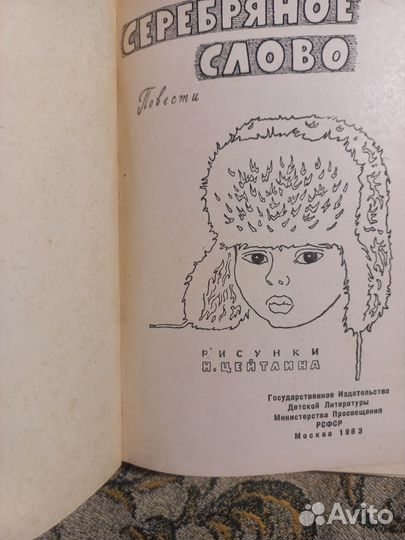 СЕРЕБРЯНОЕ
СЛОВО
Повести
РИСУНКИ
Н. ЦЕЙТЛИНА
Государственное Издательство
Детской Литературы
Министерства Просвещения
РСФСР
Москва 1963
Avito